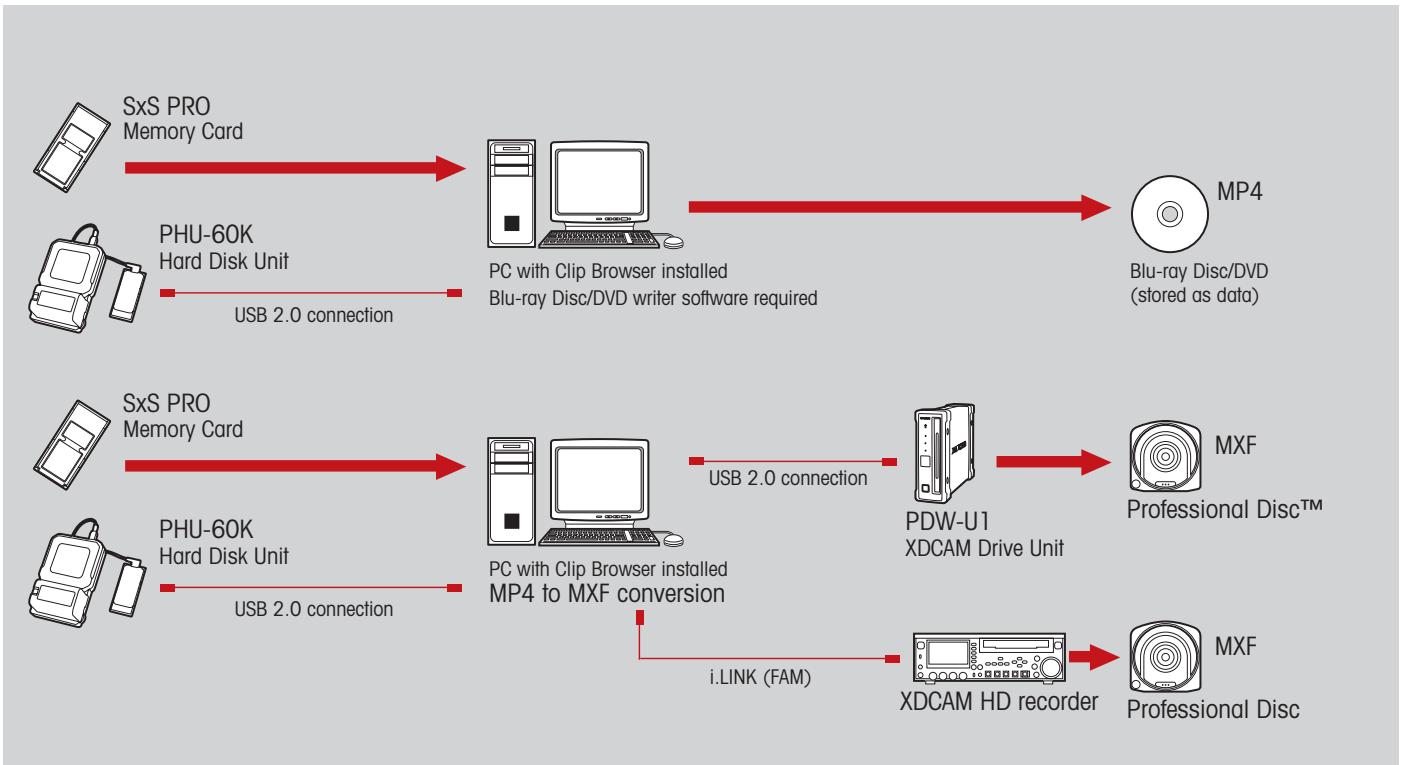 SxS PRO
Memory Card
MP4
PHU-60K
Hard Disk Unit
USB 2.0 connection
PC with Clip Browser installed
Blu-ray Disc/DVD writer software required
Blu-ray Disc/DVD
(stored as data)
SxS PRO
Memory Card
USB 2.0 connection
MXF
Professional Disc™
PDW-U1
XDCAM Drive Unit
PHU-60K
Hard Disk Unit
USB 2.0 connection
PC with Clip Browser installed
MP4 to MXF conversion
i.LINK (FAM)
XDCAM HD recorder
MXF
Professional Disc